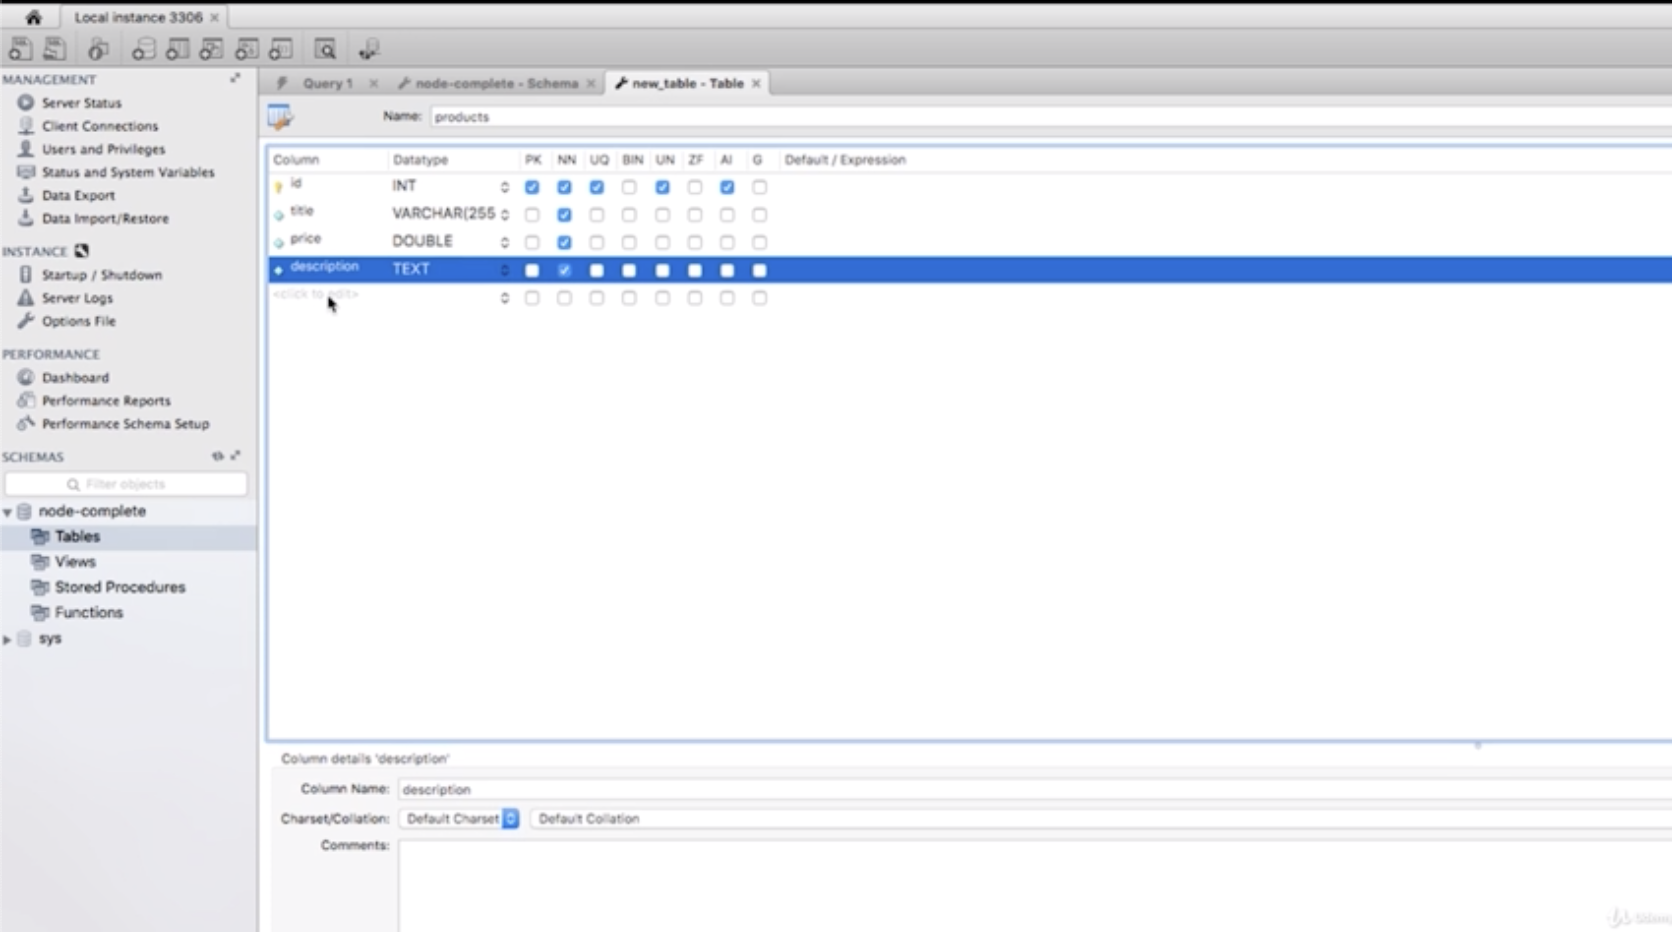 Local instance 3306
MANAGEMENT
Server Status
Client Connections
Users and Privileges
Status and System Variables
Data Export
Data Import/Restore
INSTANCE
Startup / Shutdown
Server Logs
Options File
PERFORMANCE
Dashboard
Performance Reports
Performance Schema Setup
SCHEMAS
Filter objects
node-complete
Tables
Views
Stored Procedures
Functions
sys
Query 1 node-complete - Schema new_table - Table
Name: products
Column Datatype PK NN UQ BIN UN ZF AI G Default / Expression
id INT
title VARCHAR(255
price DOUBLE
description TEXT
<click to edit>
Column details 'description'
Column Name: description
Charset/Collation: Default Charset Default Collation
Comments: